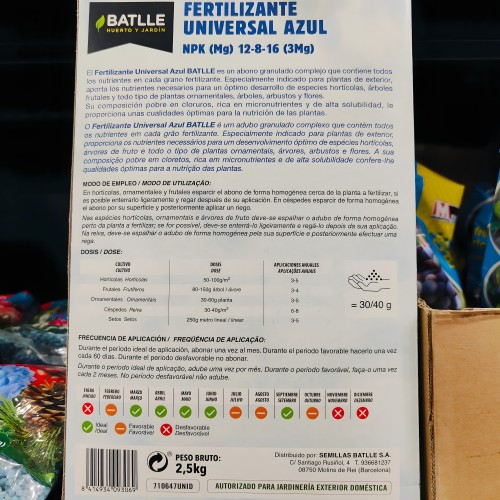 BATLLE
HUERTO Y JARDÍN
FERTILIZANTE
UNIVERSAL AZUL
NPK (Mg) 12-8-16 (3Mg)
El Fertilizante Universal Azul BATLLE es un abono granulado complejo que contiene todos
los nutrientes en cada grano fertilizante. Especialmente indicado para plantas de exterior,
aporta los nutrientes necesarios para un óptimo desarrollo de especies hortícolas, árboles
frutales y todo tipo de plantas ornamentales, árboles, arbustos y flores.
Su composición pobre en cloruros, rica en micronutrientes y de alta solubilidad, le
proporciona unas cualidades óptimas para la nutrición de las plantas.
O Fertilizante Universal Azul BATLLE é um adubo granulado complexo que contém todos
os nutrientes em cada grão fertilizante. Especialmente indicado para plantas de exterior,
proporciona os nutrientes necessários para um desenvolvimento óptimo de espécies hortícolas,
árvores de fruto e todo o tipo de plantas ornamentais, árvores, arbustos e flores. A sua
composição pobre em cloretos, rica em micronutrientes e de alta solubilidade confere-lhe
qualidades óptimas para a nutrição das plantas.
MODO DE EMPLEO / MODO DE UTILIZAÇÃO:
En hortícolas, ornamentales y frutales esparcir el abono de forma homogénea cerca de la planta a fertilizar, si
es posible enterrarlo ligeramente y regar después de su aplicación. En céspedes esparcir de forma homogénea
el abono por su superficie y posteriormente aplicar un riego.
Nas espécies hortícolas, ornamentais e árvores de fruto deve-se espalhar o adubo de forma homogénea
perto da planta a fertilizar; se for possível, deve-se enterrá-lo ligeiramente e regá-lo depois da sua aplicação.
Na relva, deve-se espalhar o adubo de forma homogénea pela sua superfície e posteriormente efectuar uma
rega.
DOSIS / DOSE:
CULTIVO DOSIS APLICACIONES ANUALES
CULTIVO DOSE APLICAÇÕES ANUAIS
Hortícolas Hortícolas 50-100g/m² 3-5
Frutales Frutíferos 80-150g árbol / árvore 3-4
Ornamentales Ornamentais 30-60g planta 3-5
Céspedes Relva 30-40g/m² 6-8
Setos Setos 250g metro lineal / linear 3-5
= 30/40 g
FRECUENCIA DE APLICACIÓN / FREQUÊNCIA DE APLICAÇÃO:
Durante el periodo ideal de aplicación, abonar una vez al mes. Durante el periodo favorable hacerlo una vez
cada 60 días. Durante el periodo desfavorable no abonar.
Durante o período ideal de aplicação, adube uma vez por mês. Durante o período favorável, faça-o uma vez
cada 2 meses. No período desfavorável não adube.
ENERO FEBRERO MARZO ABRIL MAYO JUNIO JULIO AGOSTO SEPTIEMBRE OCTUBRE NOVIEMBRE DICIEMBRE
JANEIRO FEVEREIRO MARÇO ABRIL MAIO JUNHO JULHO AGOSTO SETEMBRO OUTUBRO NOVEMBRO DEZEMBRO
Ideal / Ideal
Favorable / Favorável
Desfavorable / Desfavorável
8 414934 093069
PESO BRUTO:
2,5kg
710647UNID
Distribuido por: SEMILLAS BATLLE S.A.
C/ Santiago Rusiñol, 4 T. 936681237
08750 Molins de Rei (Barcelona)
AUTORIZADO PARA JARDINERÍA EXTERIOR DOMÉSTICA